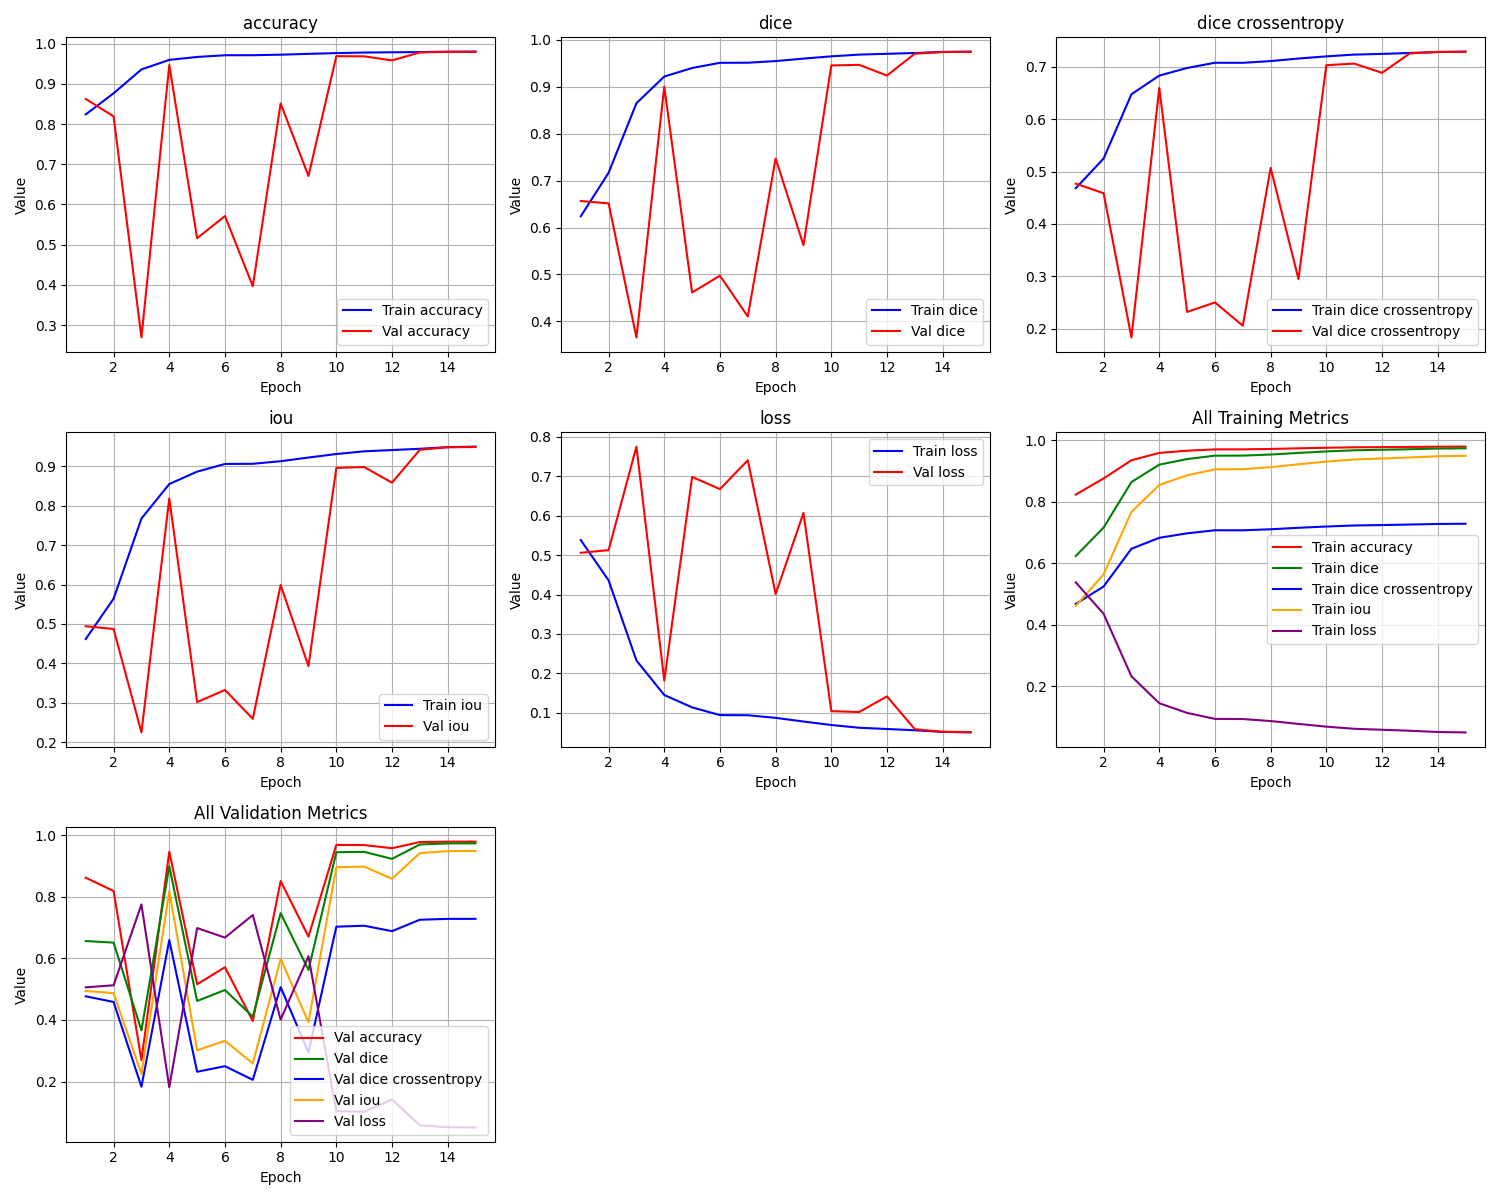 accuracy
1.0
0.9
0.8
0.7
0.6
0.5
0.4
0.3
Value
2 4 6 8 10 12 14
Epoch
Train accuracy
Val accuracy
dice
1.0
0.9
0.8
0.7
0.6
0.5
0.4
Value
2 4 6 8 10 12 14
Epoch
Train dice
Val dice
dice crossentropy
0.7
0.6
0.5
0.4
0.3
0.2
Value
2 4 6 8 10 12 14
Epoch
Train dice crossentropy
Val dice crossentropy
iou
0.9
0.8
0.7
0.6
0.5
0.4
0.3
0.2
Value
2 4 6 8 10 12 14
Epoch
Train iou
Val iou
loss
0.8
0.7
0.6
0.5
0.4
0.3
0.2
0.1
Value
2 4 6 8 10 12 14
Epoch
Train loss
Val loss
All Training Metrics
1.0
0.8
0.6
0.4
0.2
Value
2 4 6 8 10 12 14
Epoch
Train accuracy
Train dice
Train dice crossentropy
Train iou
Train loss
All Validation Metrics
1.0
0.8
0.6
0.4
0.2
Value
2 4 6 8 10 12 14
Epoch
Val accuracy
Val dice
Val dice crossentropy
Val iou
Val loss